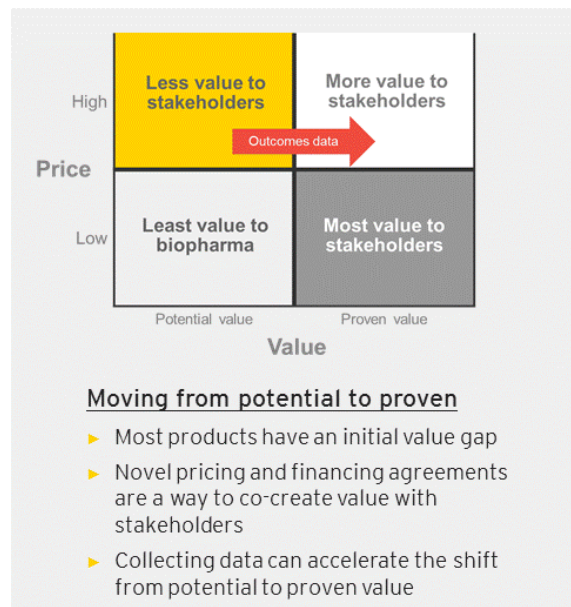 Less value to
stakeholders
More value to
stakeholders
High
Outcomes data
Price
Low
Least value to
biopharma
Most value to
stakeholders
Potential value
Proven value
Value
Moving from potential to proven
► Most products have an initial value gap
► Novel pricing and financing agreements
are a way to co-create value with
stakeholders
► Collecting data can accelerate the shift
from potential to proven value